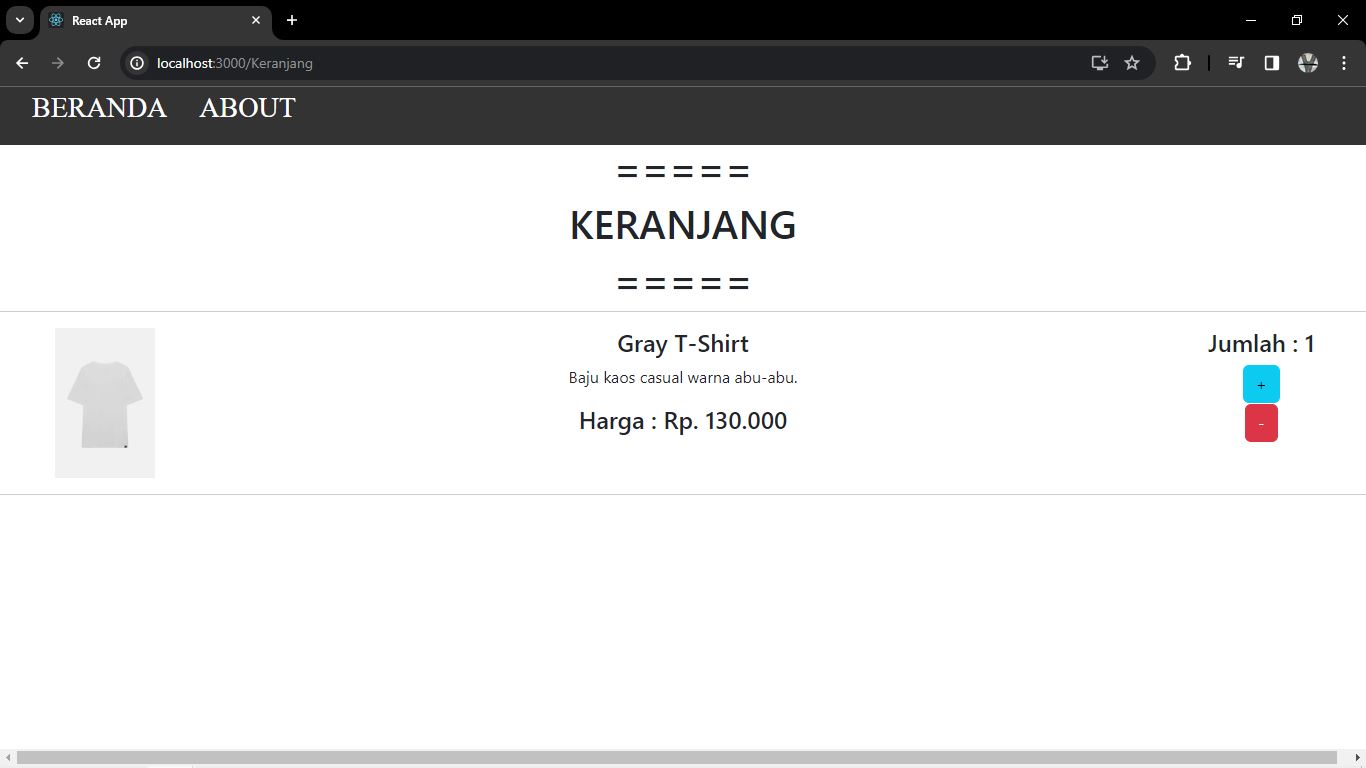 React App
localhost:3000/Keranjang
BERANDA ABOUT
=====
KERANJANG
=====
Gray T-Shirt
Baju kaos casual warna abu-abu.
Harga : Rp. 130.000
Jumlah : 1
+
-